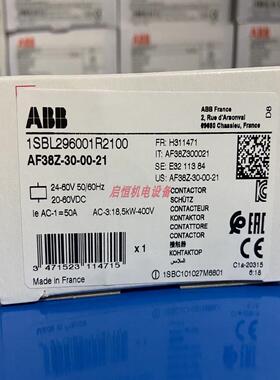 ABB
ABB France
2, Rue d'Arsonval
69680 Chassieu, France
D8
1SBL296001R2100
AF38Z-30-00-21
FR: H311471
IT: AF38Z300021
SE: E32 113 84
US: AF38Z-30-00-21
启恒机电设备
24-60V 50/60Hz
20-60V
Ie AC-1=50A
AC-3:18,5kW-400V
CONTACTOR
SCHÜTZ
CONTACTEUR
KONTAKTOR
CONTATTORE
CONTACTOR
接触器
КОНТАКТОР
x 1
3 471523 114715
1SBC101027M6801
Made in France
C1a-20315
6:18